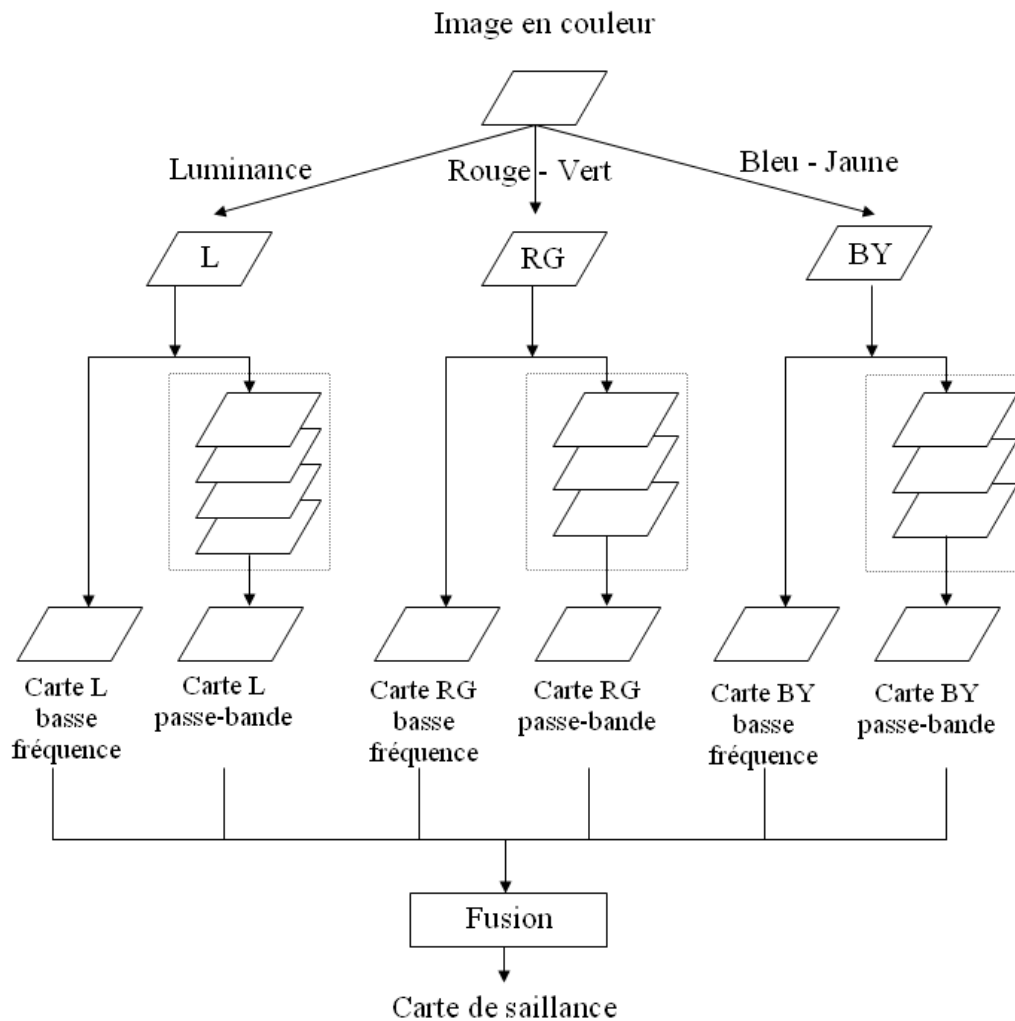 Image en couleur
Luminance
Rouge - Vert
Bleu - Jaune
L
RG
BY
Carte L
basse
fréquence
Carte L
passe-bande
Carte RG
basse
fréquence
Carte RG
passe-bande
Carte BY
basse
fréquence
Carte BY
passe-bande
Fusion
Carte de saillance